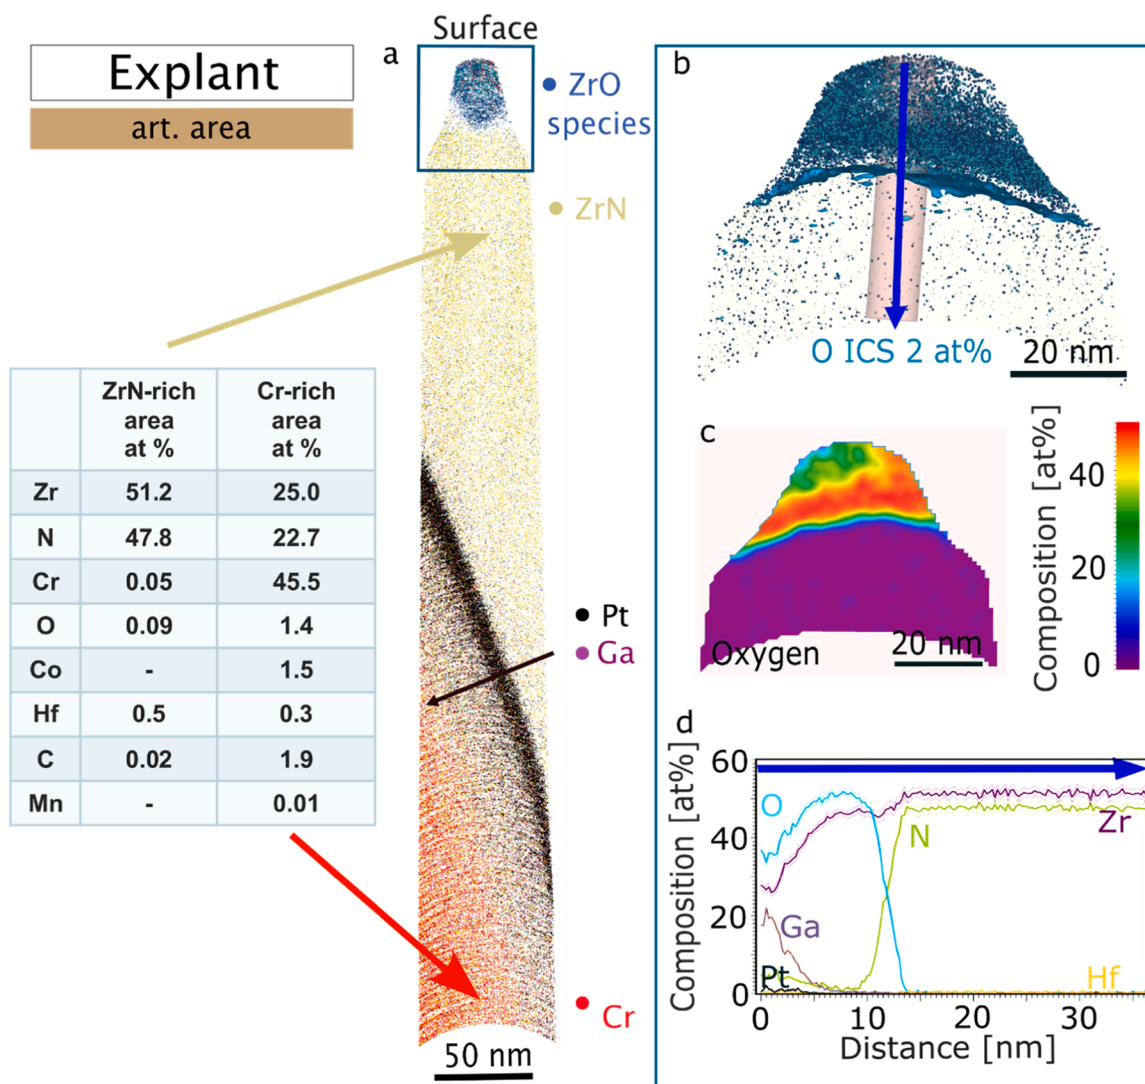 Explant
art. area
a
Surface
ZrO
species
ZrN
ZrN-rich area at % Cr-rich area at %
Zr 51.2 25.0
N 47.8 22.7
Cr 0.05 45.5
O 0.09 1.4
Co - 1.5
Hf 0.5 0.3
C 0.02 1.9
Mn - 0.01
Pt
Ga
Cr
50 nm
b
O ICS 2 at%
20 nm
c
Oxygen
20 nm
Composition [at%]
40
20
0
d
Composition [at%]
60
40
20
0
O
N
Zr
Ga
Pt
Hf
0 10 20 30
Distance [nm]